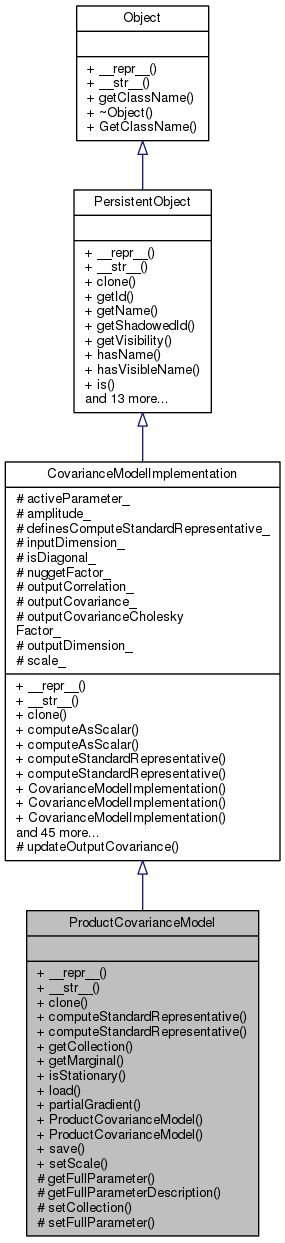 Object
+ __repr__()
+ __str__()
+ getClassName()
+ ~Object()
+ GetClassName()
PersistentObject
+ __repr__()
+ __str__()
+ clone()
+ getId()
+ getName()
+ getShadowedId()
+ getVisibility()
+ hasName()
+ hasVisibleName()
+ is()
and 13 more...
CovarianceModelImplementation
# activeParameter_
# amplitude_
# definesComputeStandardRepresentative_
# inputDimension_
# isDiagonal_
# nuggetFactor_
# outputCorrelation_
# outputCovariance_
# outputCovarianceCholesky
Factor_
# outputDimension_
# scale_
+ __repr__()
+ __str__()
+ clone()
+ computeAsScalar()
+ computeAsScalar()
+ computeStandardRepresentative()
+ computeStandardRepresentative()
+ CovarianceModelImplementation()
+ CovarianceModelImplementation()
+ CovarianceModelImplementation()
and 45 more...
# updateOutputCovariance()
ProductCovarianceModel
+ __repr__()
+ __str__()
+ clone()
+ computeStandardRepresentative()
+ computeStandardRepresentative()
+ getCollection()
+ getMarginal()
+ isStationary()
+ load()
+ partialGradient()
+ ProductCovarianceModel()
+ ProductCovarianceModel()
+ save()
+ setScale()
# getFullParameter()
# getFullParameterDescription()
# setCollection()
# setFullParameter()